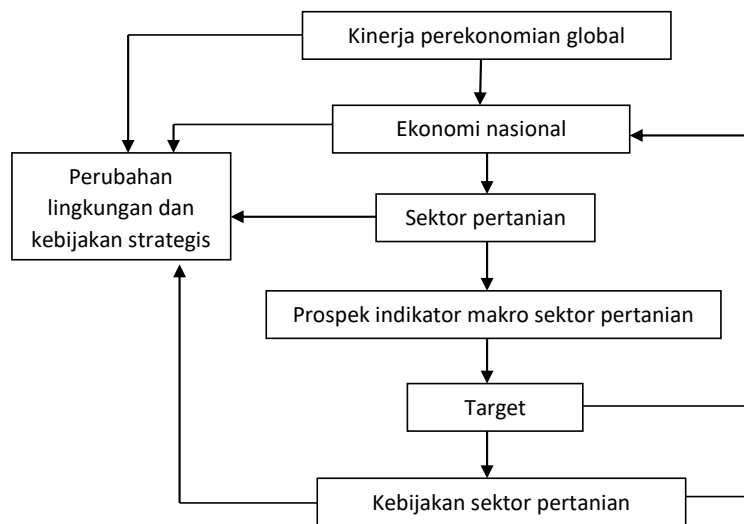 Kinerja perekonomian global
Ekonomi nasional
Perubahan
lingkungan dan
kebijakan strategis
Sektor pertanian
Prospek indikator makro sektor pertanian
Target
Kebijakan sektor pertanian